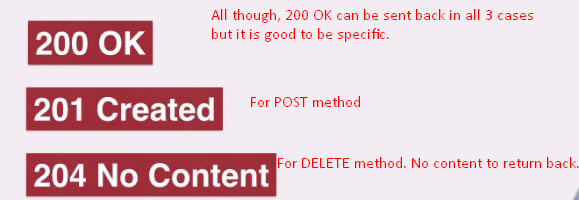 All though, 200 OK can be sent back in all 3 cases
but it is good to be specific.
200 OK
201 Created
For POST method
204 No Content
For DELETE method. No content to return back.